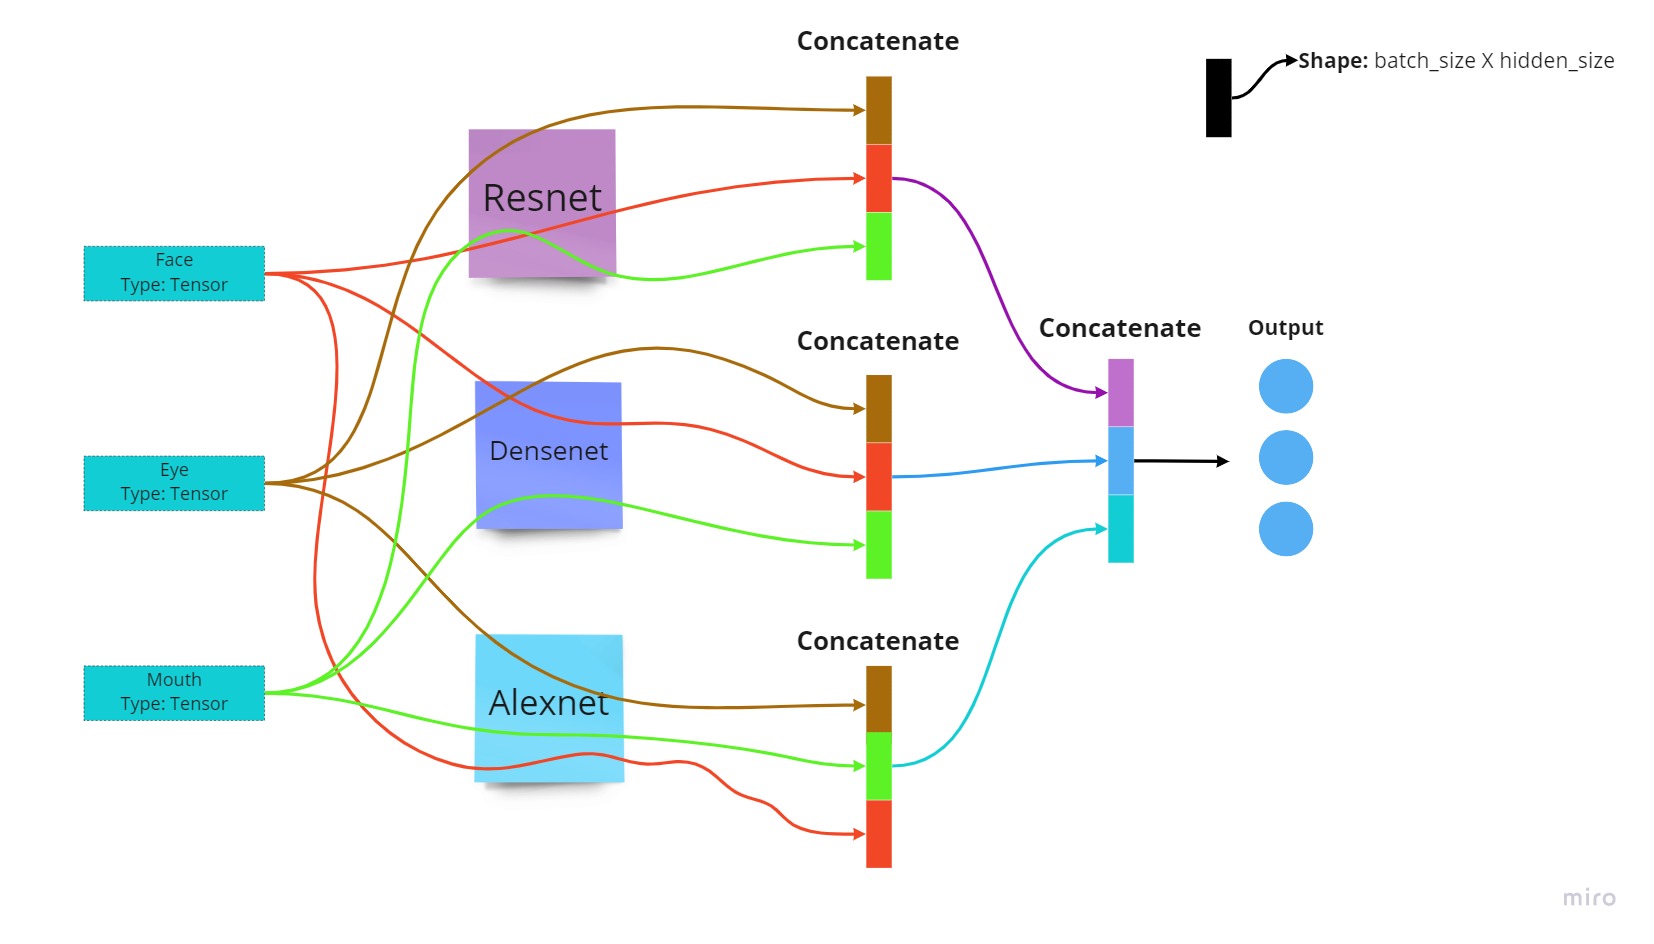 Concatenate
Shape: batch_size X hidden_size
Resnet
Face
Type: Tensor
Concatenate
Concatenate
Output
Densenet
Eye
Type: Tensor
Concatenate
Mouth
Type: Tensor
Alexnet
miro